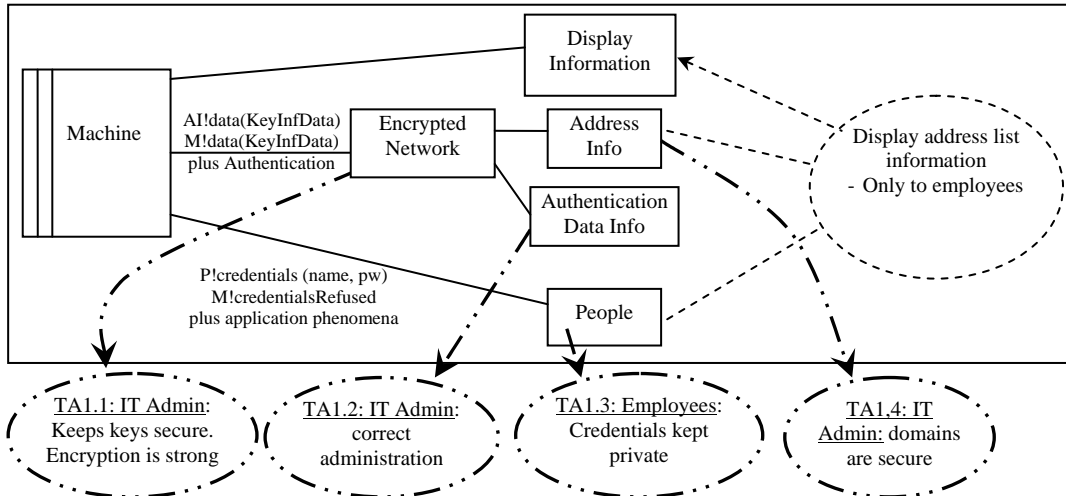 Display
Information
Machine
AI!data(KeyInfData)
M!data(KeyInfData)
plus Authentication
Encrypted
Network
Address
Info
Display address list
information
- Only to employees
Authentication
Data Info
P!credentials (name, pw)
M!credentialsRefused
plus application phenomena
People
TA1.1: IT Admin:
Keeps keys secure.
Encryption is strong
TA1.2: IT Admin:
correct
administration
TA1.3: Employees:
Credentials kept
private
TA1,4: IT
Admin: domains
are secure